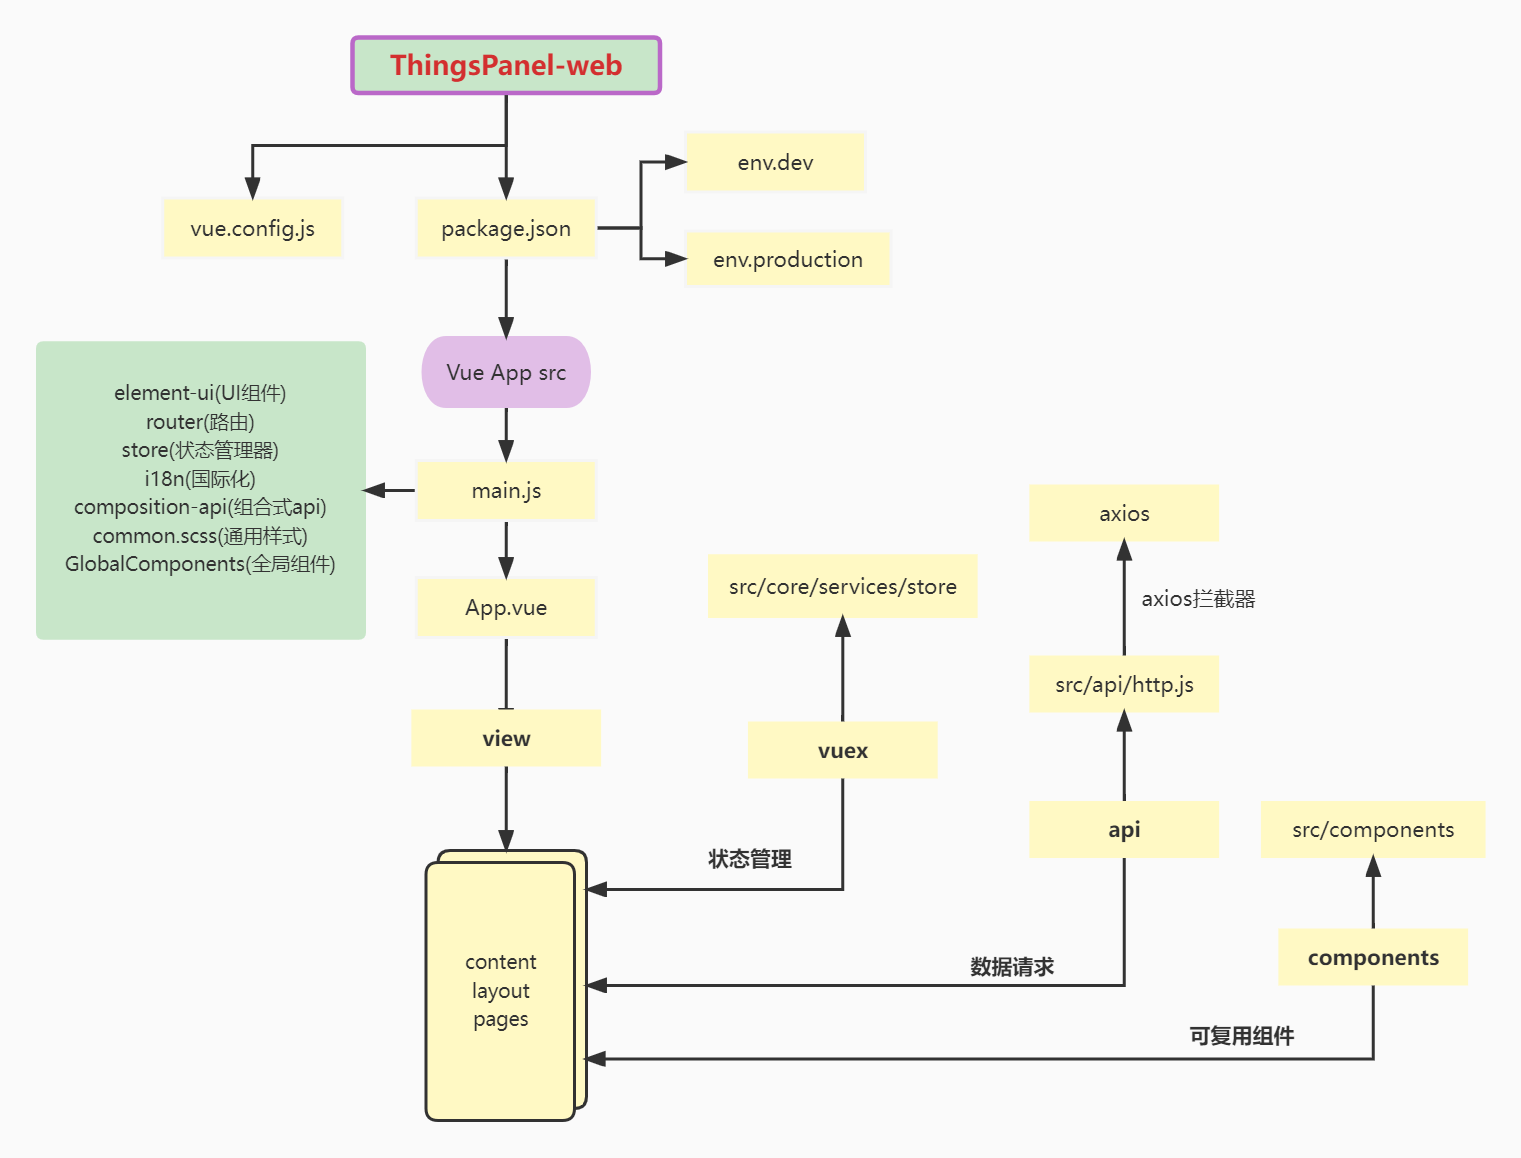 ThingsPanel-web
env.dev
vue.config.js
package.json
env.production
Vue App src
element-ui(UI组件)
router(路由)
store(状态管理器)
i18n(国际化)
composition-api(组合式api)
common.scss(通用样式)
GlobalComponents(全局组件)
main.js
axios
src/core/services/store
axios拦截器
App.vue
src/api/http.js
view
vuex
api
src/components
状态管理
components
content
layout
pages
数据请求
可复用组件